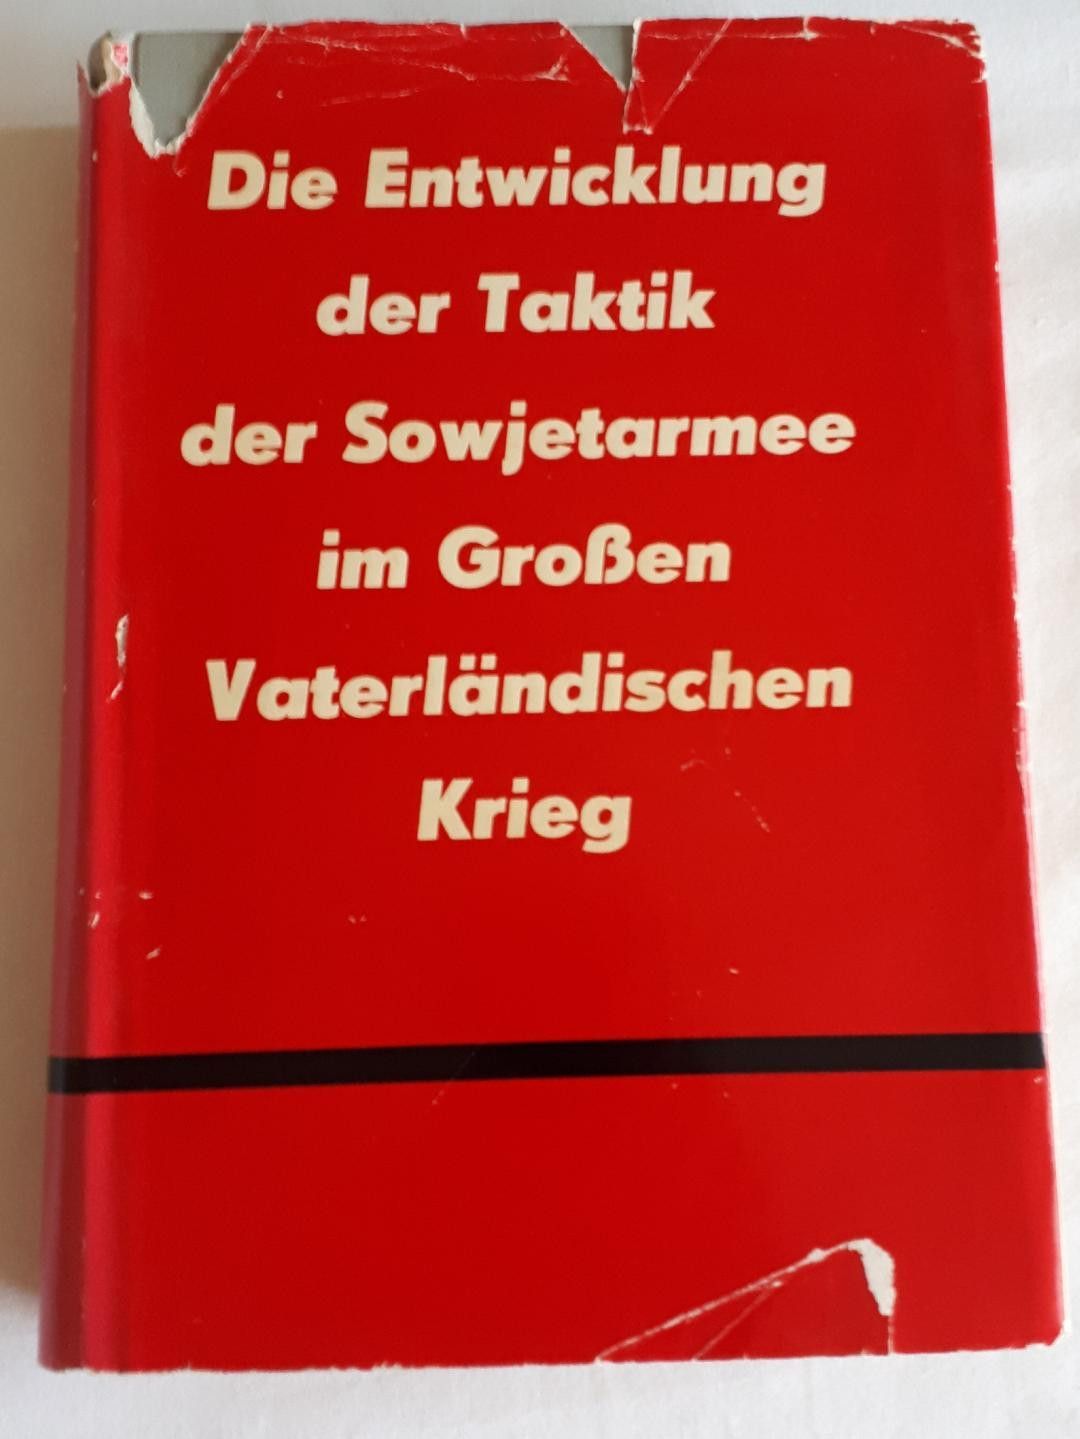 Die Entwicklung
der Taktik
der Sowjetarmee
im Großen
Vaterländischen
Krieg